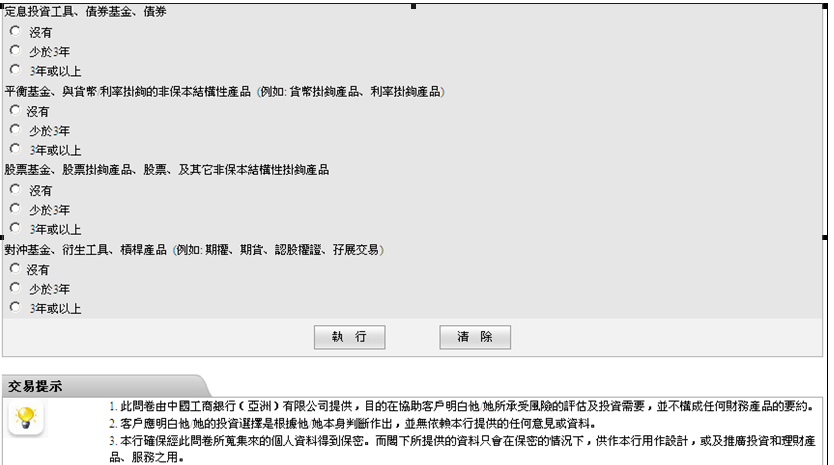 定息投資工具、債券基金、債券
沒有
少於3年
3年或以上
平衡基金、與貨幣/利率掛鈎的非保本結構性產品 (例如: 貨幣掛鈎產品、利率掛鈎產品)
沒有
少於3年
3年或以上
股票基金、股票掛鈎產品、股票、及其它非保本結構性掛鈎產品
沒有
少於3年
3年或以上
對沖基金、衍生工具、槓桿產品 (例如: 期權、期貨、認股權證、孖展交易)
沒有
少於3年
3年或以上
執 行 清 除
交易提示
1. 此問卷由中國工商銀行（亞洲）有限公司提供，目的在協助客戶明白他/她所承受風險的評估及投資需要，並不構成任何財務產品的要約。
2. 客戶應明白他/她的投資選擇是根據他/她本身判斷作出，並無依賴本行提供的任何意見或資料。
3. 本行確保經此問卷所蒐集來的個人資料得到保密。而閣下所提供的資料只會在保密的情況下，供作本行用作設計，或及推廣投資和理財產
品、服務之用。